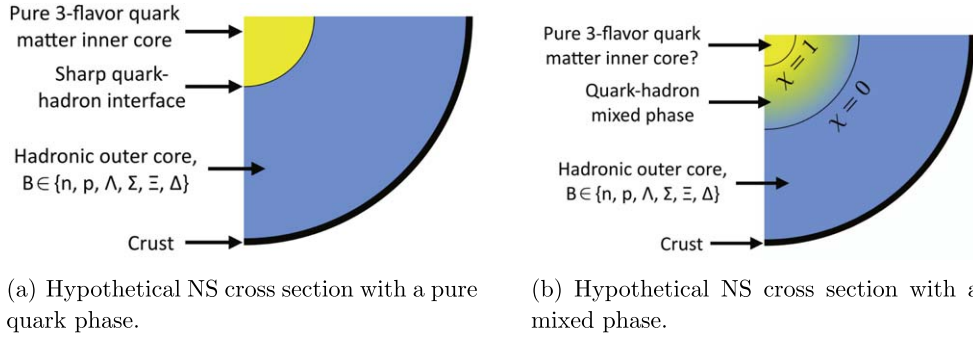 Pure 3-flavor quark
matter inner core
Sharp quark-
hadron interface
Hadronic outer core,
B∈{n, p, Λ, Σ, Ξ, Δ}
Crust
(a) Hypothetical NS cross section with a pure
quark phase.
Pure 3-flavor quark
matter inner core?
χ = 1
Quark-hadron
mixed phase
χ = 0
Hadronic outer core,
B∈{n, p, Λ, Σ, Ξ, Δ}
Crust
(b) Hypothetical NS cross section with a
mixed phase.